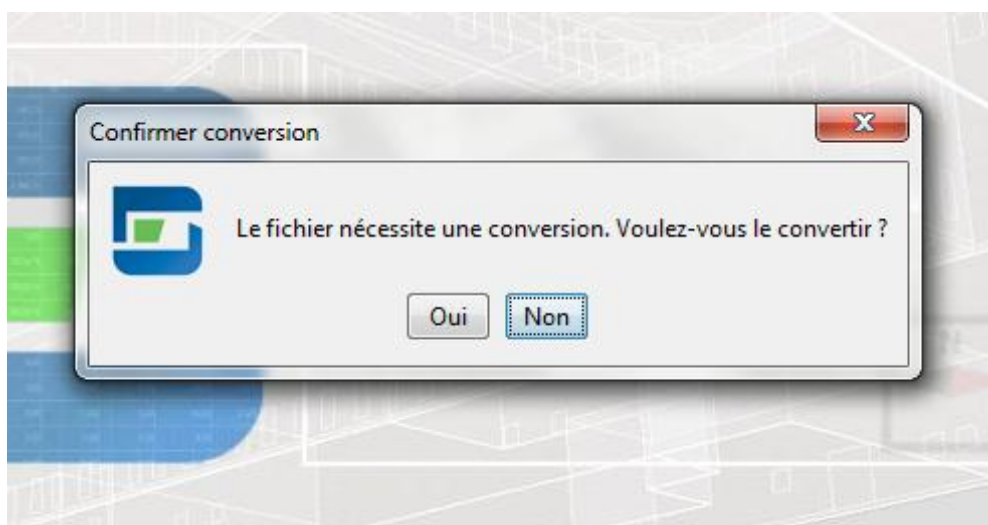 Confirmer conversion
Le fichier nécessite une conversion. Voulez-vous le convertir ?
Oui Non